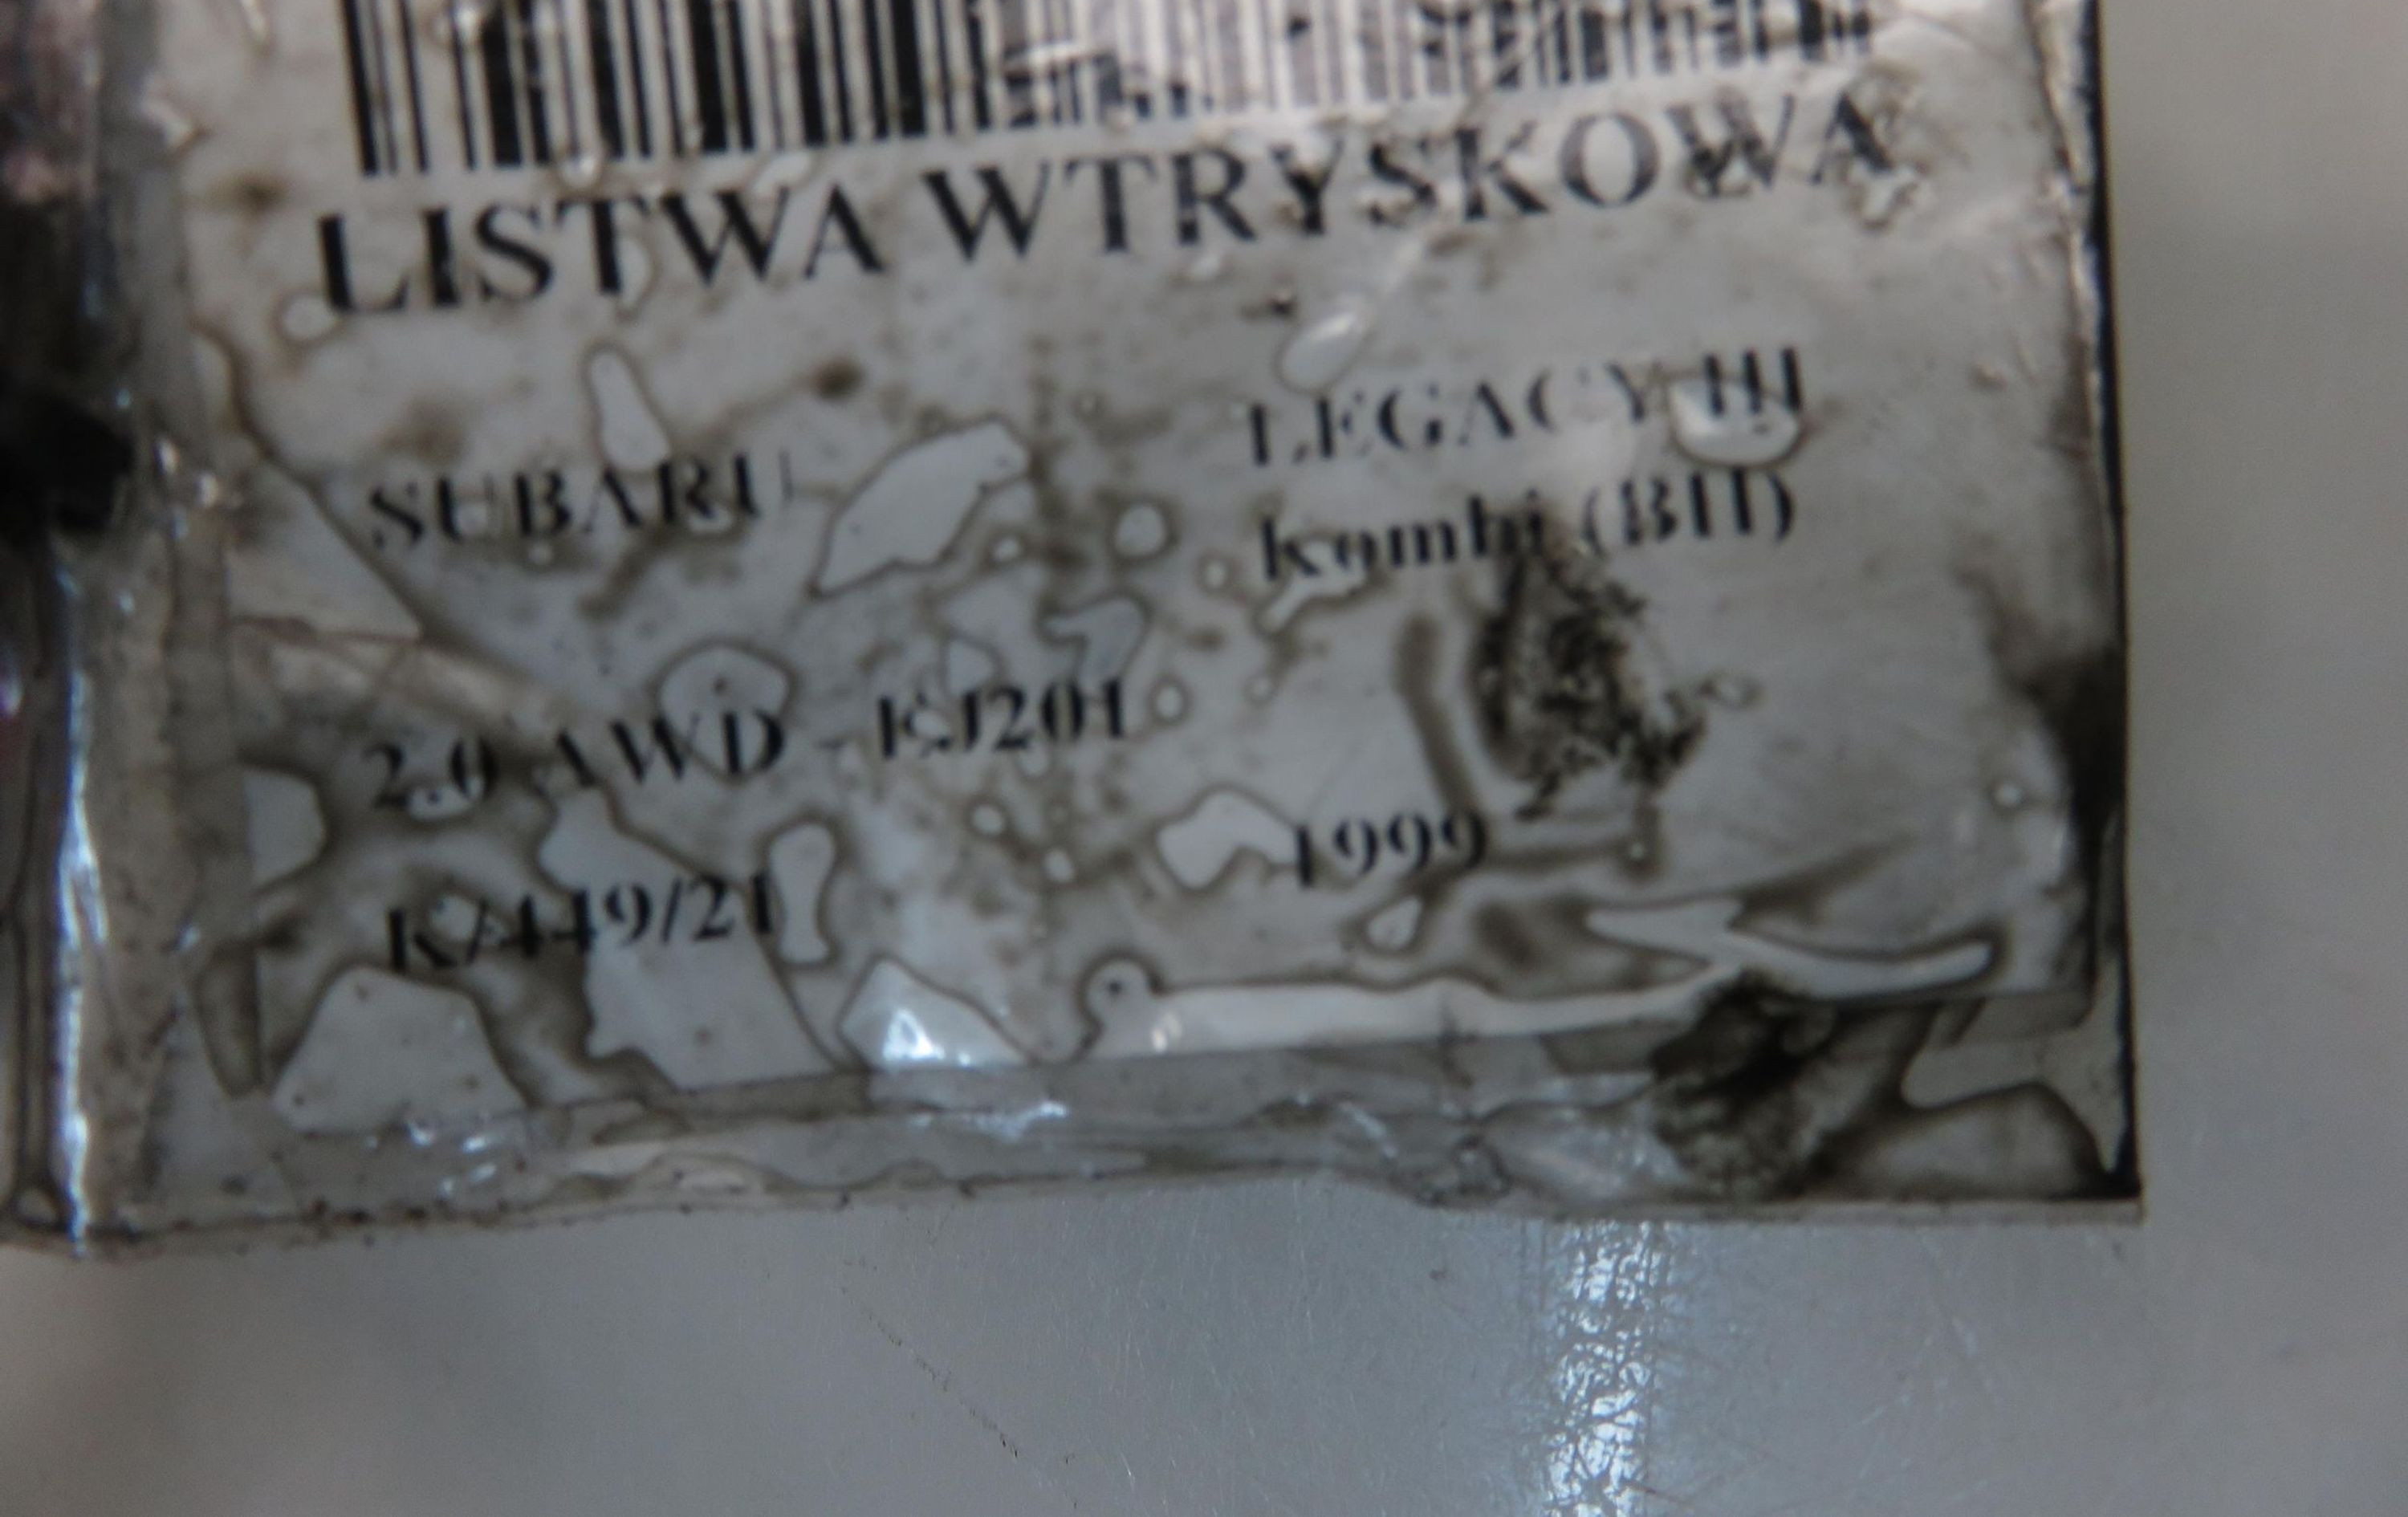 LISTWA WTRYSKOWA
SUBARU
LEGACY III
Kombi (BH)
2.0 AWD - EJ201
1999
K/449/21